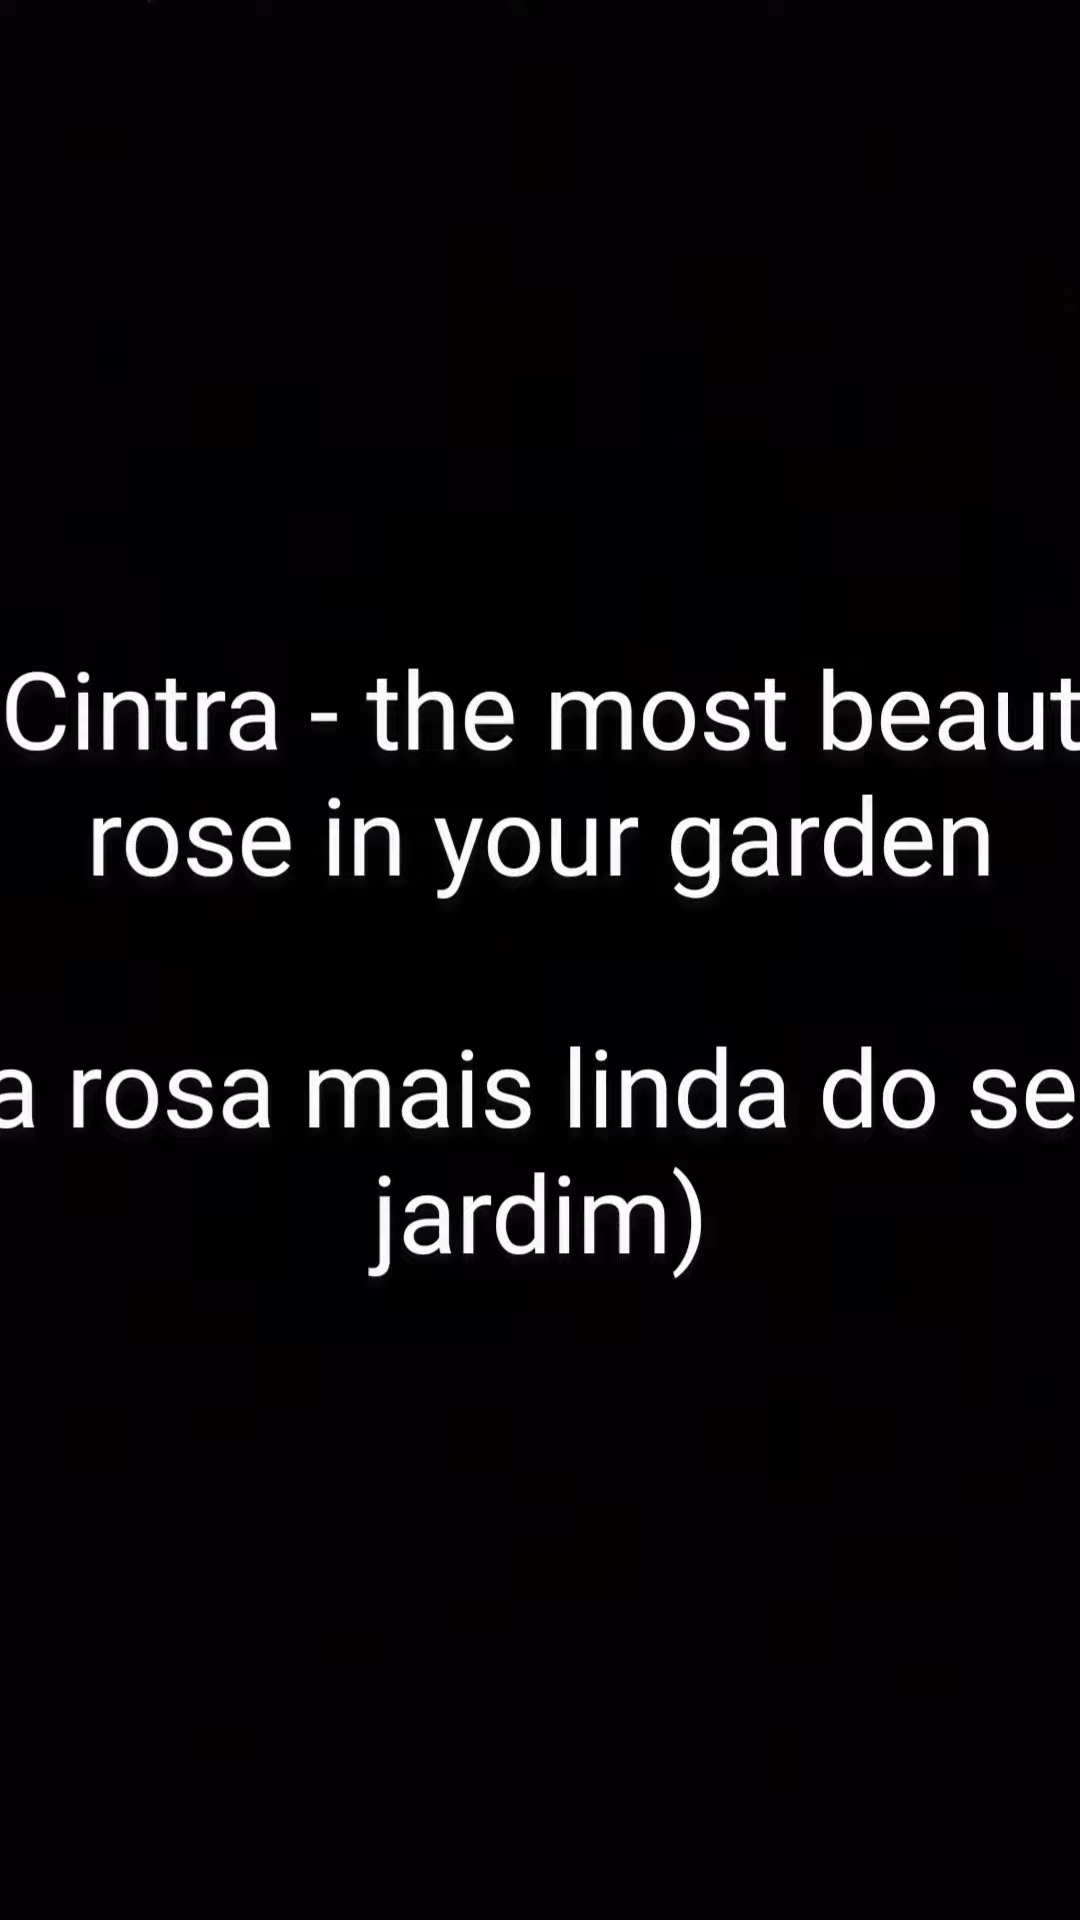 Cintra - the most beaut
rose in your garden
a rosa mais linda do se
jardim)